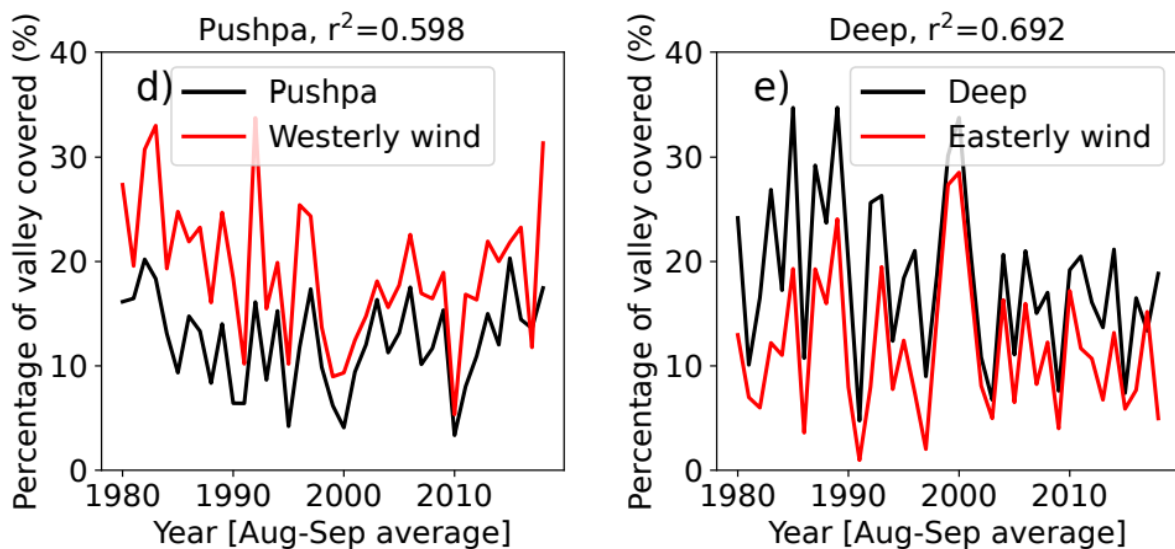 Pushpa, r²=0.598
Percentage of valley covered (%)
40
30
20
10
0
d)
Pushpa
Westerly wind
1980 1990 2000 2010
Year [Aug-Sep average]
Deep, r²=0.692
Percentage of valley covered (%)
40
30
20
10
0
e)
Deep
Easterly wind
1980 1990 2000 2010
Year [Aug-Sep average]